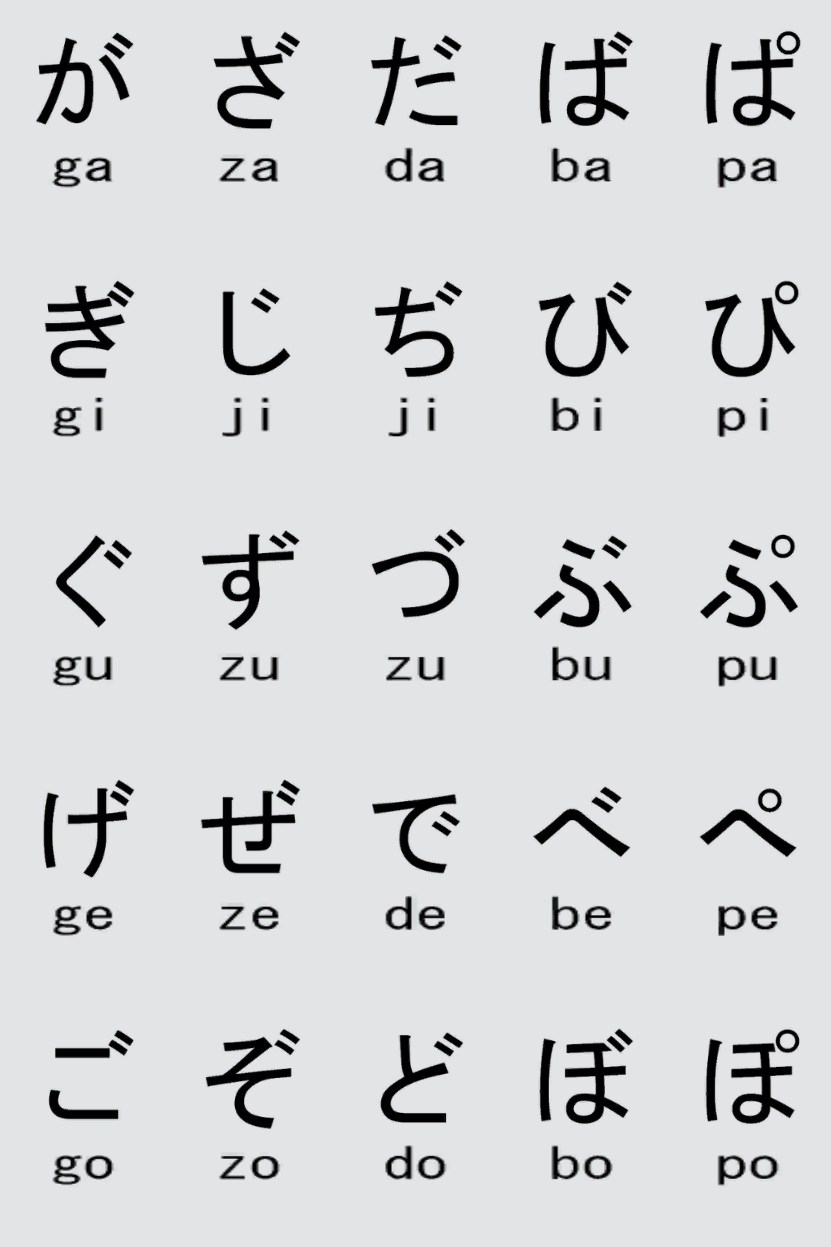 が ざ だ ば ぱ
ga za da ba pa
ぎ じ ぢ び ぴ
gi ji ji bi pi
ぐ ず づ ぶ ぷ
gu zu zu bu pu
げ ぜ で べ ぺ
ge ze de be pe
ご ぞ ど ぼ ぽ
go zo do bo po